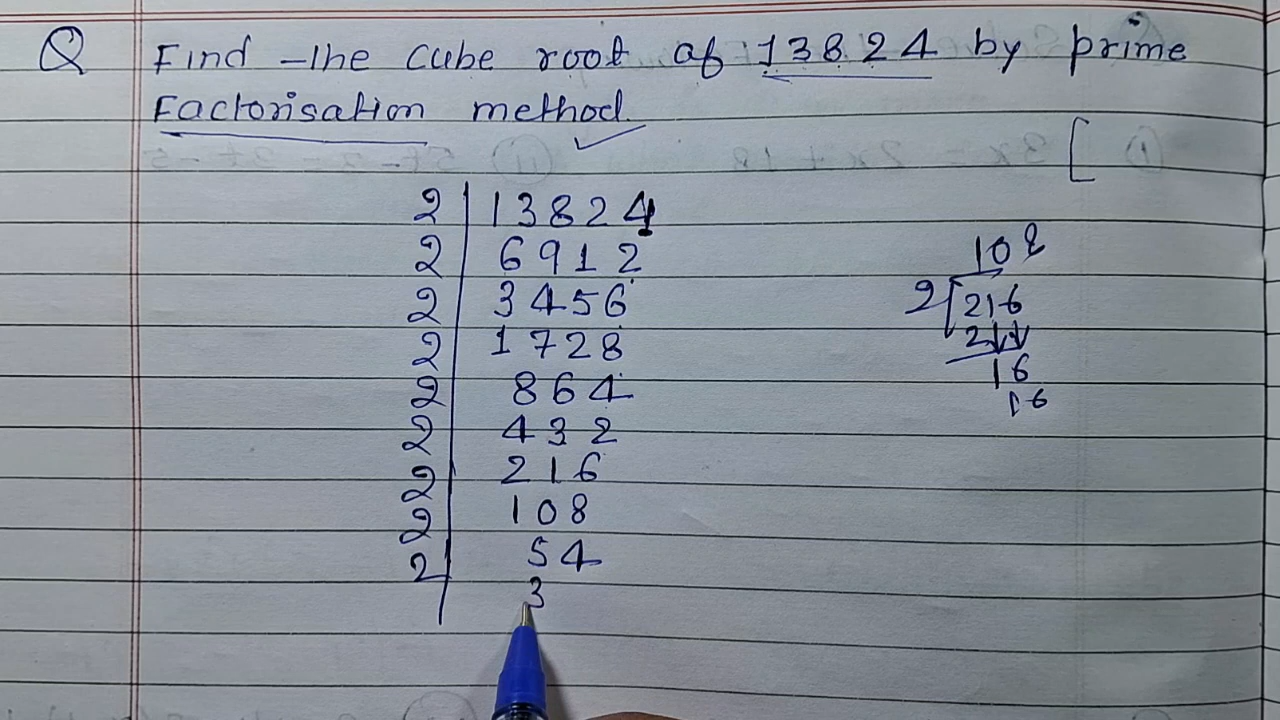 Q Find the cube root of 13824 by prime
Factorisation method.
2 | 13824
2 | 6912
2 | 3456
2 | 1728
2 | 864
2 | 432
2 | 216
2 | 108
2 | 54
3
108
2 216
2
16
16